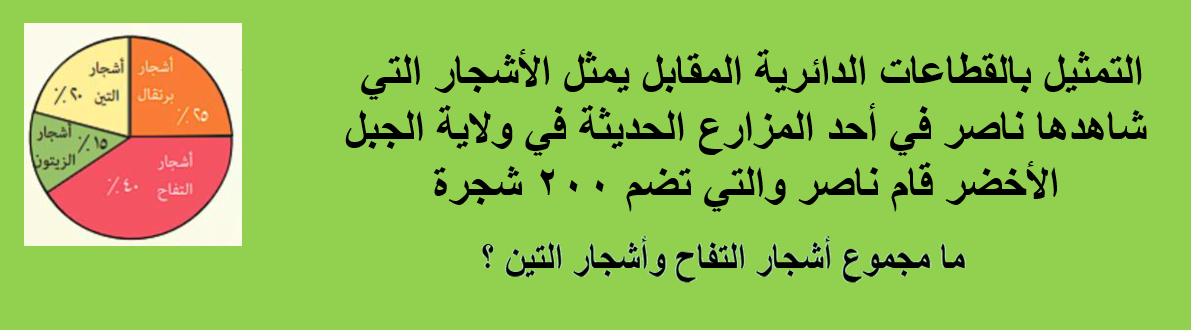 التمثيل بالقطاعات الدائرية المقابل يمثل الأشجار التي
شاهدها ناصر في أحد المزارع الحديثة في ولاية الجبل
الأخضر قام ناصر والتي تضم ٢٠٠ شجرة
ما مجموع أشجار التفاح وأشجار التين ؟
أشجار
برتقال
٢٥ ٪
أشجار
التين ٢٠ ٪
أشجار
الزيتون
١٥ ٪
أشجار
التفاح
٤٠ ٪